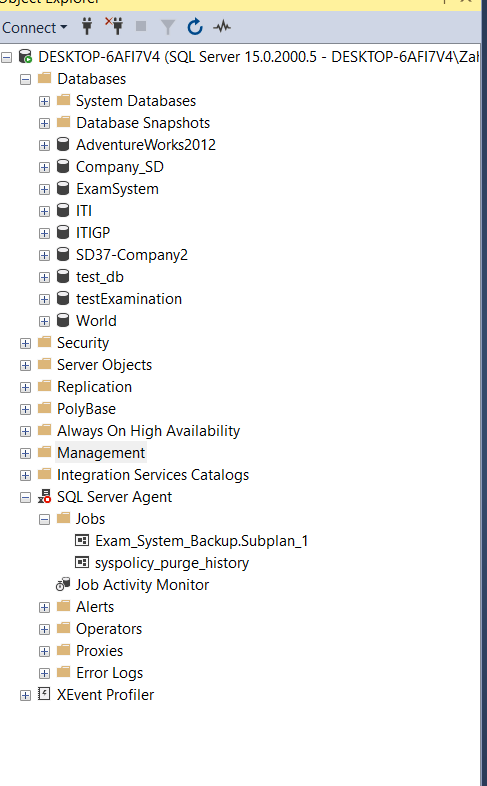 Object Explorer
Connect
DESKTOP-6AFI7V4 (SQL Server 15.0.2000.5 - DESKTOP-6AFI7V4\Zah
Databases
System Databases
Database Snapshots
AdventureWorks2012
Company_SD
ExamSystem
ITI
ITIGP
SD37-Company2
test_db
testExamination
World
Security
Server Objects
Replication
PolyBase
Always On High Availability
Management
Integration Services Catalogs
SQL Server Agent
Jobs
Exam_System_Backup.Subplan_1
syspolicy_purge_history
Job Activity Monitor
Alerts
Operators
Proxies
Error Logs
XEvent Profiler